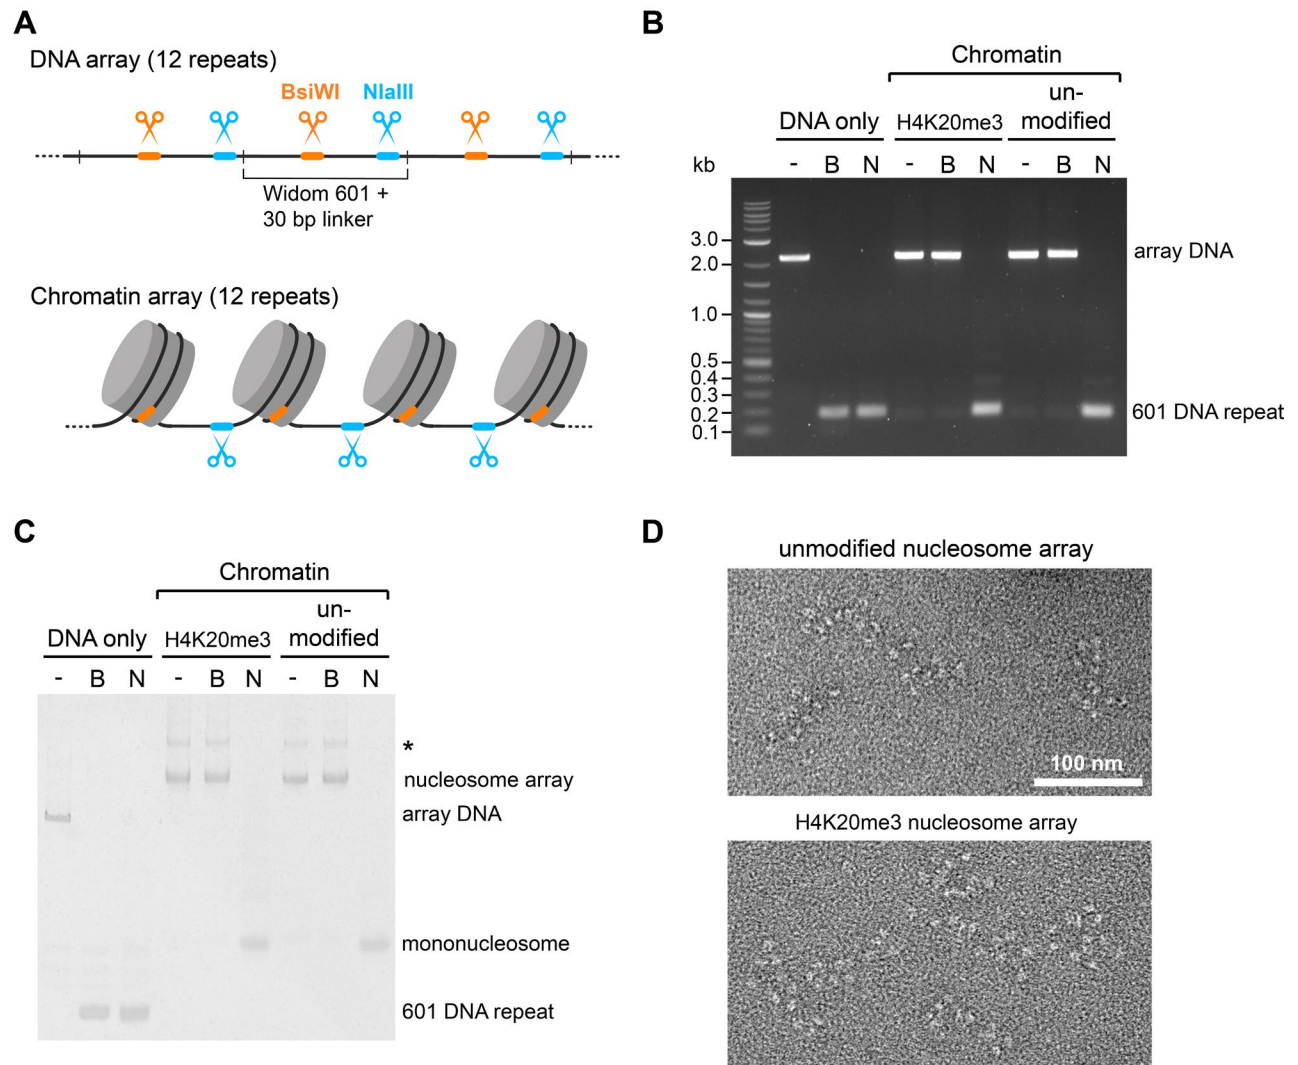 A
DNA array (12 repeats)
BsiWI NlaIII
Widom 601 +
30 bp linker
Chromatin array (12 repeats)
B
Chromatin
un-
DNA only H4K20me3 modified
kb - B N - B N - B N
3.0
2.0
1.0
0.5
0.4
0.3
0.2
0.1
array DNA
601 DNA repeat
C
Chromatin
un-
DNA only H4K20me3 modified
- B N - B N - B N
*
nucleosome array
array DNA
mononucleosome
601 DNA repeat
D
unmodified nucleosome array
100 nm
H4K20me3 nucleosome array